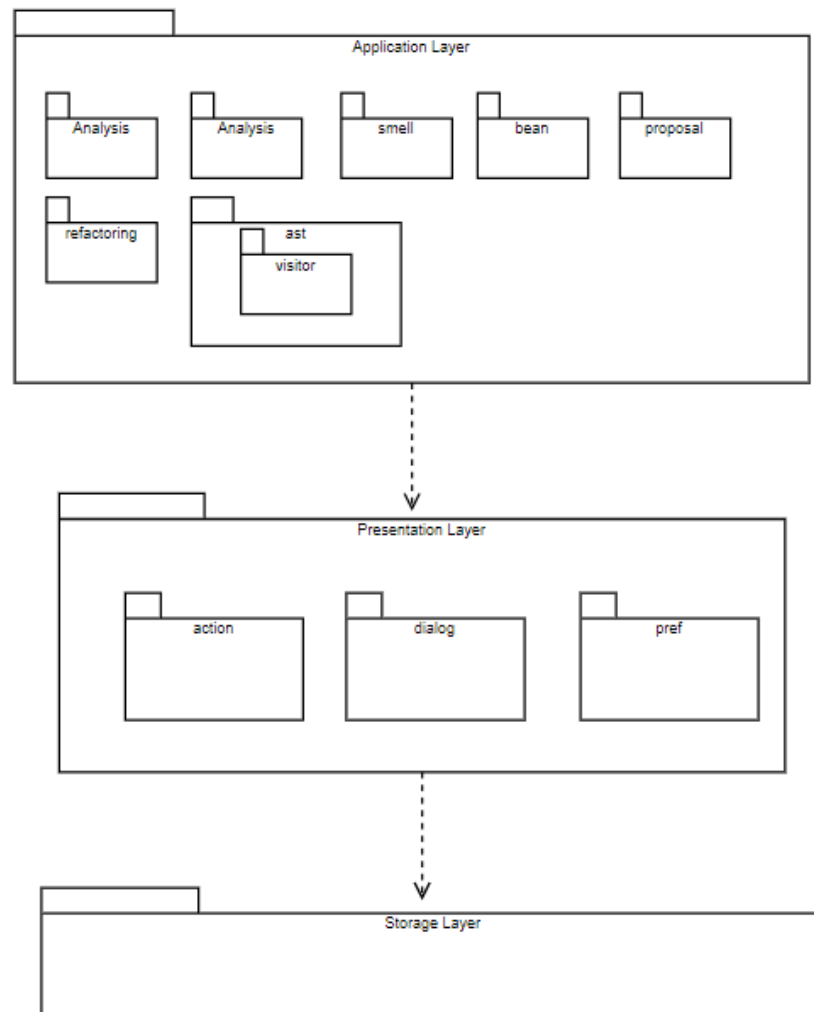 Application Layer
Analysis
Analysis
smell
bean
proposal
refactoring
ast
visitor
Presentation Layer
action
dialog
pref
Storage Layer